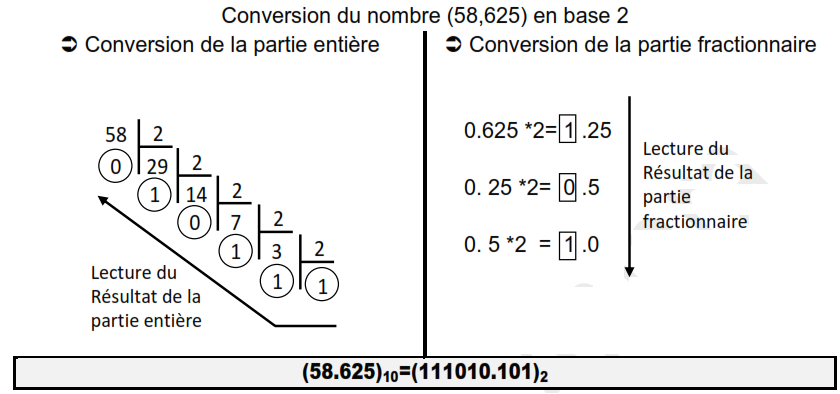 Conversion du nombre (58,625) en base 2
➲ Conversion de la partie entière
58 2
0 29 2
1 14 2
0 7 2
1 3 2
1 1
Lecture du
Résultat de la
partie entière
➲ Conversion de la partie fractionnaire
0.625 *2= 1 .25
0. 25 *2= 0 .5
0. 5 *2 = 1 .0
Lecture du
Résultat de la
partie
fractionnaire
(58.625)₁₀=(111010.101)₂